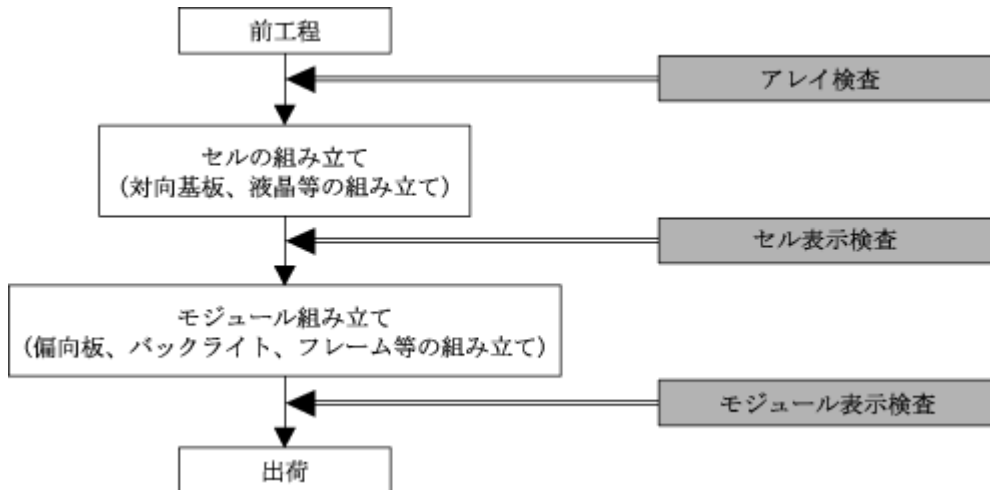 前工程
アレイ検査
セルの組み立て
(対向基板、液晶等の組み立て)
セル表示検査
モジュール組み立て
(偏向板、バックライト、フレーム等の組み立て)
モジュール表示検査
出荷